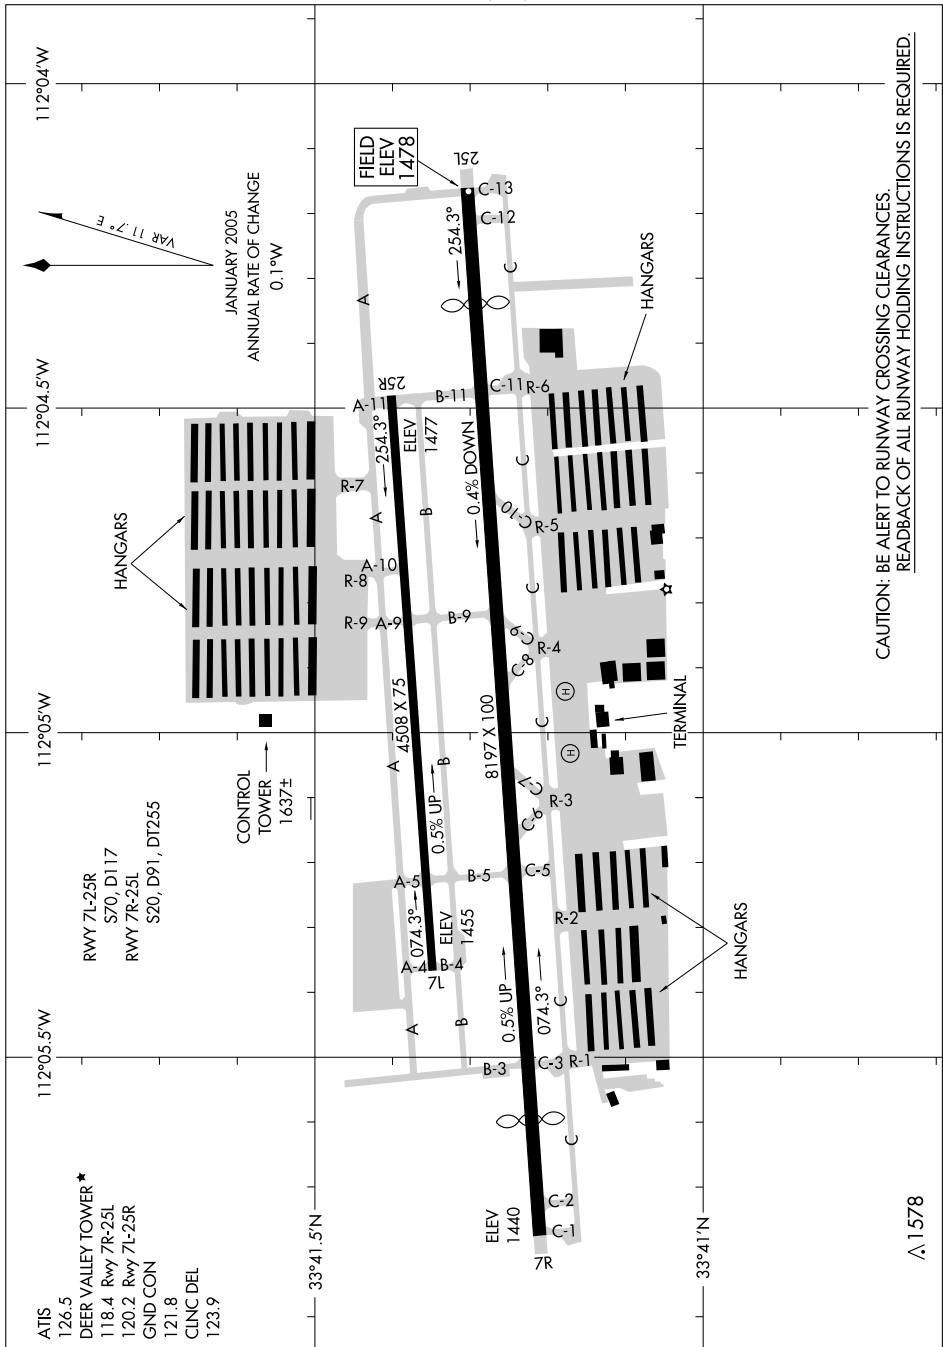 ATIS
126.5
DEER VALLEY TOWER★
118.4 Rwy 7R-25L
120.2 Rwy 7L-25R
GND CON
121.8
CLNC DEL
123.9
RWY 7L-25R
S70, D117
RWY 7R-25L
S20, D91, DT255
CONTROL
TOWER
1637±
HANGARS
JANUARY 2005
ANNUAL RATE OF CHANGE
0.1°W
VAR 11.7° E
112°05.5'W
112°05'W
112°04.5'W
112°04'W
33°41.5'N
33°41'N
FIELD
ELEV
1478
25L
C-13
C-12
254.3°
C
A
25R
A-11
B-11
C-11
R-6
254.3°
ELEV
1477
R-7
A
B
0.4% DOWN
C
C-10
R-5
A-10
R-8
R-9
A-9
B-9
C
C-9
C-8
R-4
H
H
C
4508 X 75
8197 X 100
A
B
0.5% UP
C-7
C-6
R-3
A-5
B-5
C-5
074.3°
ELEV
1455
R-2
A-4
B-4
7L
A
B
0.5% UP
074.3°
C
B-3
C-3
R-1
C
ELEV
1440
C-2
C-1
7R
HANGARS
TERMINAL
HANGARS
1578
CAUTION: BE ALERT TO RUNWAY CROSSING CLEARANCES.
READBACK OF ALL RUNWAY HOLDING INSTRUCTIONS IS REQUIRED.